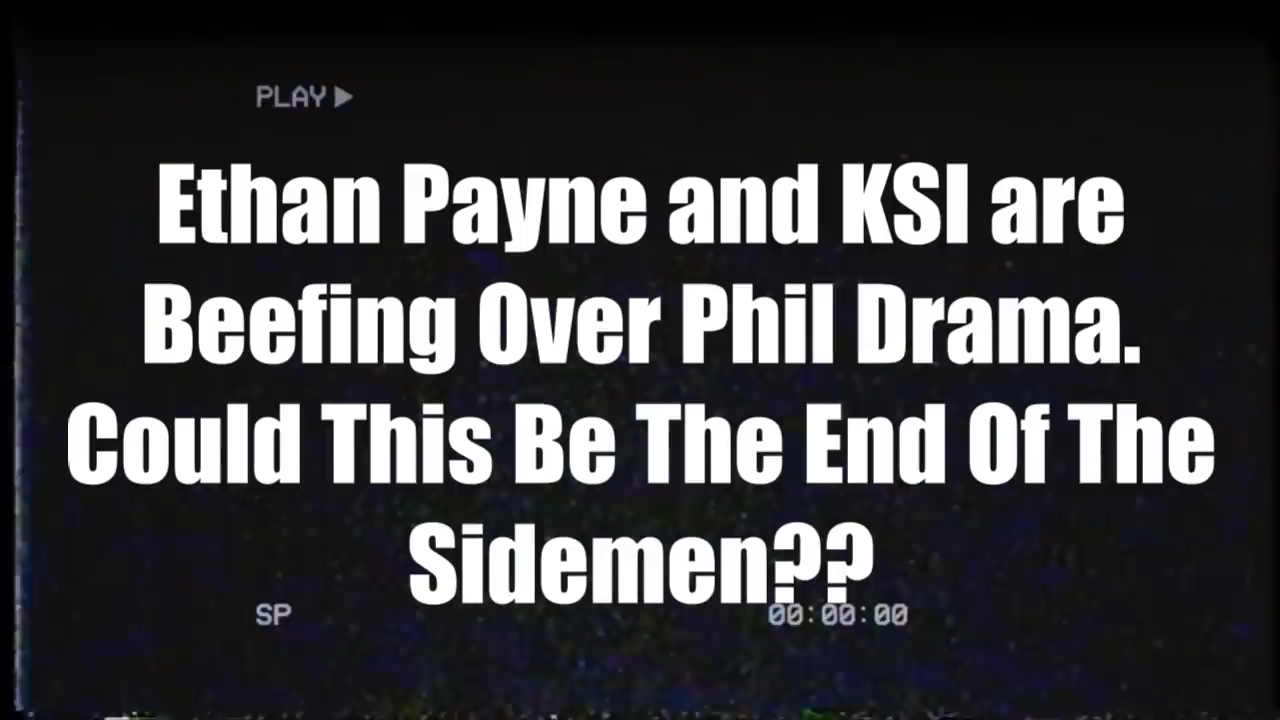 PLAY ▶
Ethan Payne and KSI are
Beefing Over Phil Drama.
Could This Be The End Of The
Sidemen??
SP
00:00:00